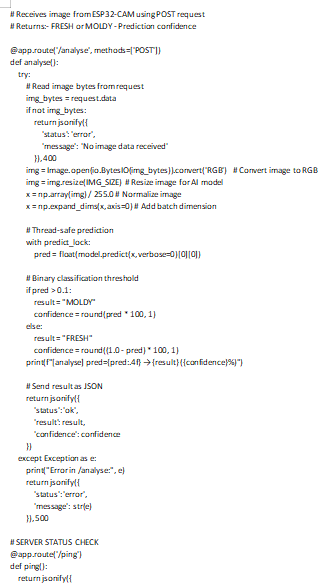 # Receives image from ESP32-CAM using POST request
# Returns:- FRESH or MOLDY - Prediction confidence
@app.route('/analyse', methods=['POST'])
def analyse():
try:
# Read image bytes from request
img_bytes = request.data
if not img_bytes:
return jsonify({
'status': 'error',
'message': 'No image data received'
}), 400
img = Image.open(io.BytesIO(img_bytes)).convert('RGB') # Convert image to RGB
img = img.resize(IMG_SIZE) # Resize image for AI model
x = np.array(img) / 255.0 # Normalize image
x = np.expand_dims(x, axis=0) # Add batch dimension
# Thread-safe prediction
with predict_lock:
pred = float(model.predict(x, verbose=0)[0][0])
# Binary classification threshold
if pred > 0.1:
result = "MOLDY"
confidence = round(pred * 100, 1)
else:
result = "FRESH"
confidence = round((1.0 - pred) * 100, 1)
print(f"[analyse] pred={pred:.4f} → {result} ({confidence}%)")
# Send result as JSON
return jsonify({
'status': 'ok',
'result': result,
'confidence': confidence
})
except Exception as e:
print("Error in /analyse:", e)
return jsonify({
'status': 'error',
'message': str(e)
}), 500
# SERVER STATUS CHECK
@app.route('/ping')
def ping():
return jsonify({